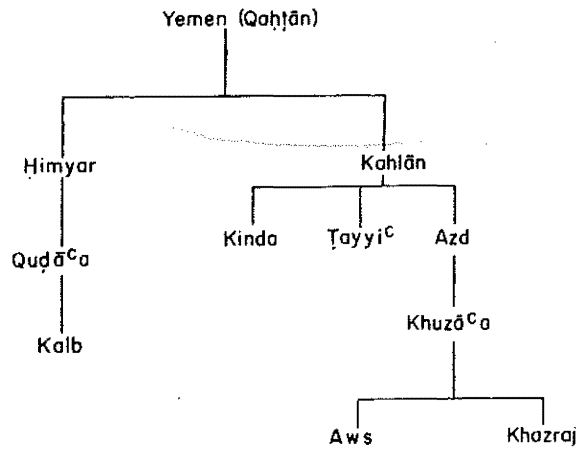 Yemen (Qaḥṭān)
Ḥimyar Kahlān
Kinda Ṭayyiᶜ Azd
Quḍāᶜa
Khuzāᶜa
Kalb
Aws Khazraj